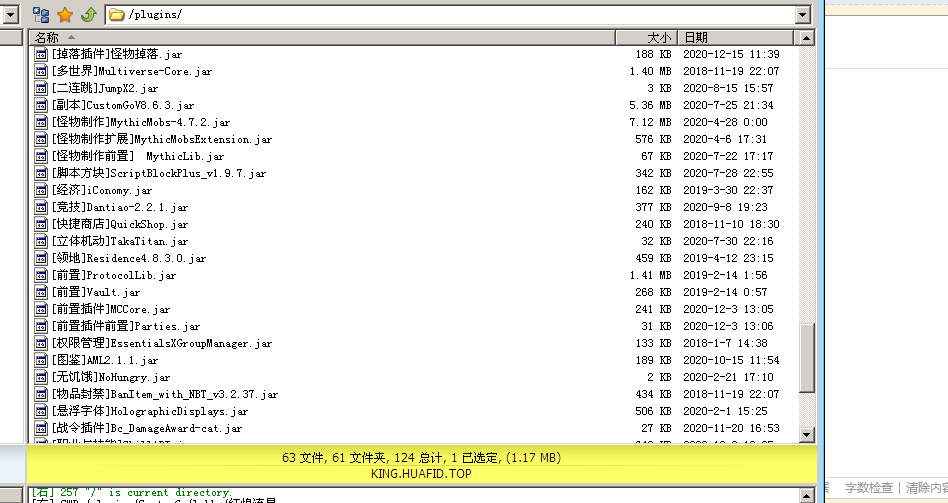 /plugins/
名称 大小 日期
[掉落插件]怪物掉落.jar 188 KB 2020-12-15 11:39
[多世界]Multiverse-Core.jar 1.40 MB 2018-11-19 22:07
[二连跳]JumpX2.jar 3 KB 2020-8-15 15:57
[副本]CustomGoV8.6.3.jar 5.36 MB 2020-7-25 21:34
[怪物制作]MythicMobs-4.7.2.jar 7.12 MB 2020-4-28 0:00
[怪物制作扩展]MythicMobsExtension.jar 576 KB 2020-4-6 17:31
[怪物制作前置] MythicLib.jar 67 KB 2020-7-22 17:17
[脚本方块]ScriptBlockPlus_v1.9.7.jar 342 KB 2020-7-28 22:55
[经济]iConomy.jar 162 KB 2019-3-30 22:37
[竞技]Dantiao-2.2.1.jar 377 KB 2020-9-8 19:23
[快捷商店]QuickShop.jar 240 KB 2018-11-10 18:30
[立体机动]TakaTitan.jar 32 KB 2020-7-30 22:16
[领地]Residence4.8.3.0.jar 459 KB 2019-4-12 23:15
[前置]ProtocolLib.jar 1.41 MB 2019-2-14 1:56
[前置]Vault.jar 268 KB 2019-2-14 0:57
[前置插件]MCCore.jar 241 KB 2020-12-3 13:05
[前置插件前置]Parties.jar 31 KB 2020-12-3 13:06
[权限管理]EssentialsXGroupManager.jar 133 KB 2018-1-7 14:38
[图鉴]AML2.1.1.jar 189 KB 2020-10-15 11:54
[无饥饿]NoHungry.jar 2 KB 2020-2-21 17:10
[物品封禁]BanItem_with_NBT_v3.2.37.jar 434 KB 2018-11-19 22:07
[悬浮字体]HolographicDisplays.jar 506 KB 2020-2-1 15:25
[战令插件]Bc_DamageAward-cat.jar 27 KB 2020-11-20 16:53
63 文件, 61 文件夹, 124 总计, 1 已选定, (1.17 MB)
KING.HUAFID.TOP
[右] 257 "/" is current directory.
字数检查 | 清除内容